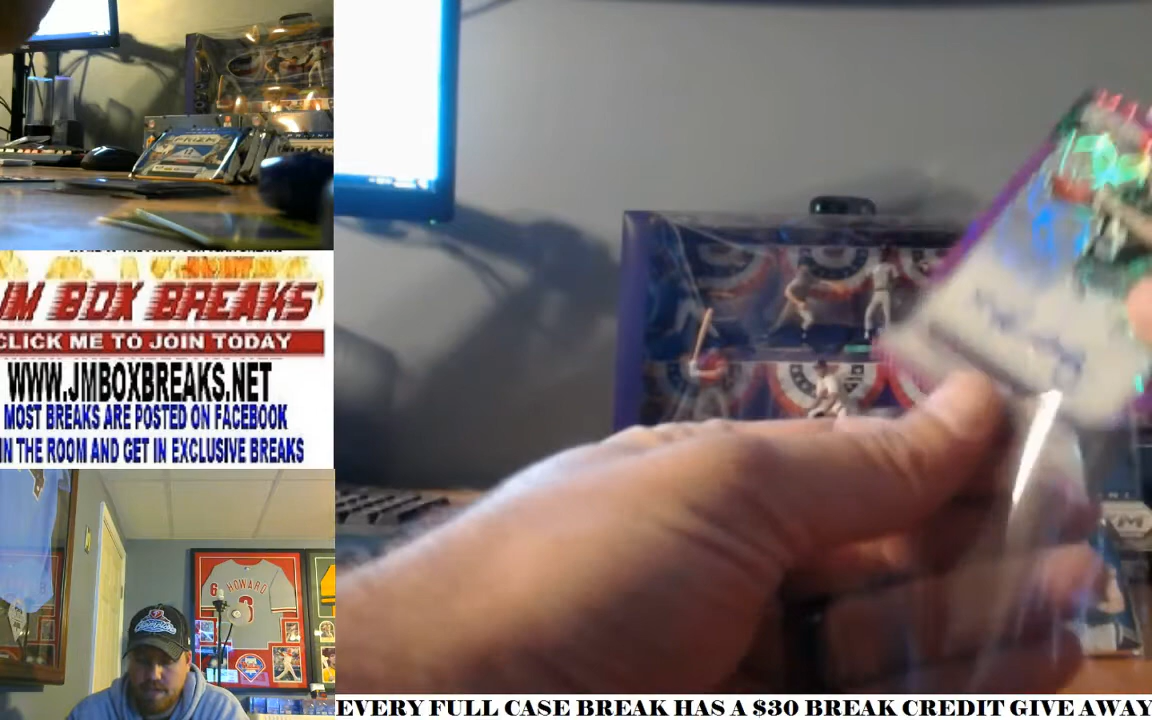 PRIZM
JM BOX BREAKS
CLICK ME TO JOIN TODAY
WWW.JMBOXBREAKS.NET
MOST BREAKS ARE POSTED ON FACEBOOK
IN THE ROOM AND GET IN EXCLUSIVE BREAKS
HOWARD
6
EVERY FULL CASE BREAK HAS A $30 BREAK CREDIT GIVE AWAY